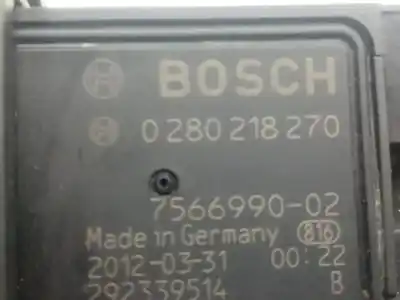 BOSCH
0 280 218 270
7566990-02
Made in Germany 816
2012-03-31 00:22
292339514 B